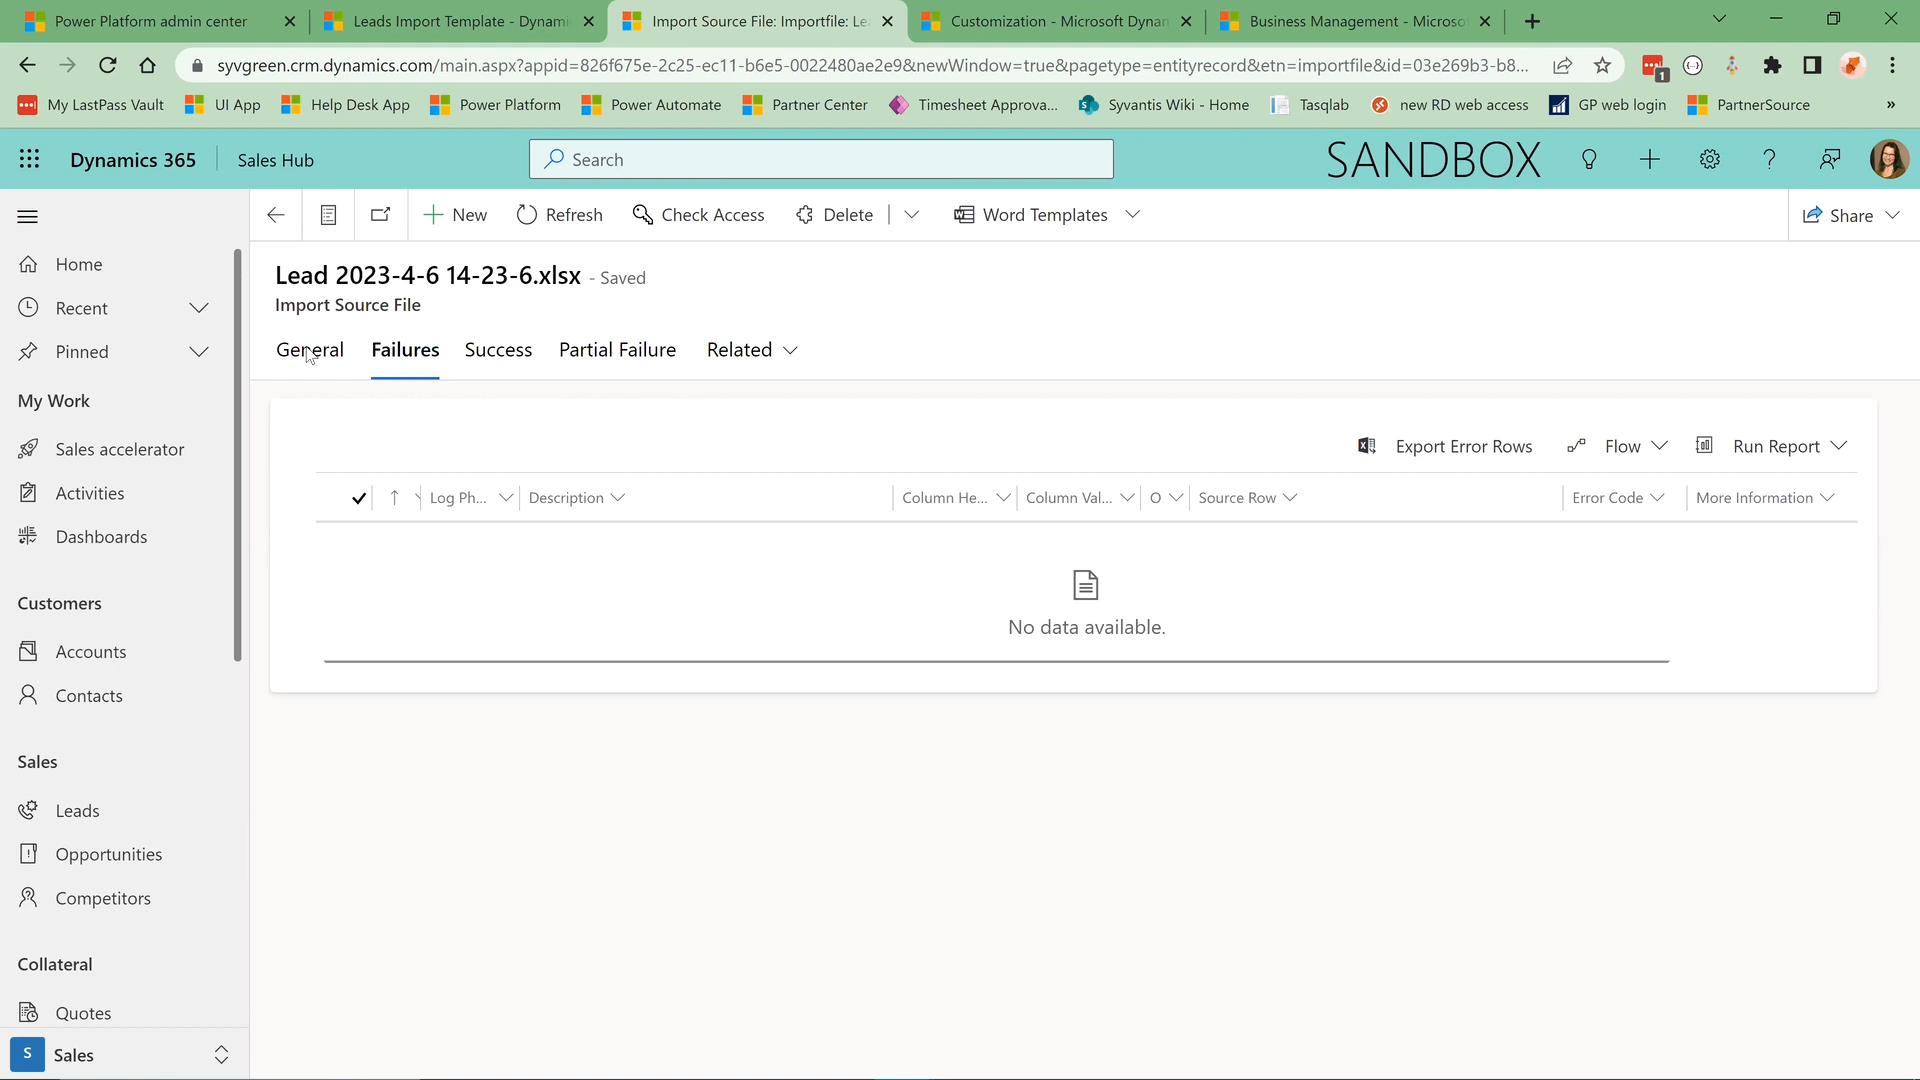 Power Platform admin center
Leads Import Template - Dynami
Import Source File: Importfile: Le
Customization - Microsoft Dynan
Business Management - Microso
syvgreen.crm.dynamics.com/main.aspx?appid=826f675e-2c25-ec11-b6e5-0022480ae2e9&newWindow=true&pagetype=entityrecord&etn=importfile&id=03e269b3-b8...
1
My LastPass Vault
UI App
Help Desk App
Power Platform
Power Automate
Partner Center
Timesheet Approva...
Syvantis Wiki - Home
Tasqlab
new RD web access
GP web login
PartnerSource
»
Dynamics 365
Sales Hub
Search
SANDBOX
New
Refresh
Check Access
Delete
Word Templates
Share
Home
Recent
Pinned
My Work
Sales accelerator
Activities
Dashboards
Customers
Accounts
Contacts
Sales
Leads
Opportunities
Competitors
Collateral
Quotes
S
Sales
Lead 2023-4-6 14-23-6.xlsx - Saved
Import Source File
General
Failures
Success
Partial Failure
Related
Export Error Rows
Flow
Run Report
Log Ph...
Description
Column He...
Column Val...
O
Source Row
Error Code
More Information
No data available.